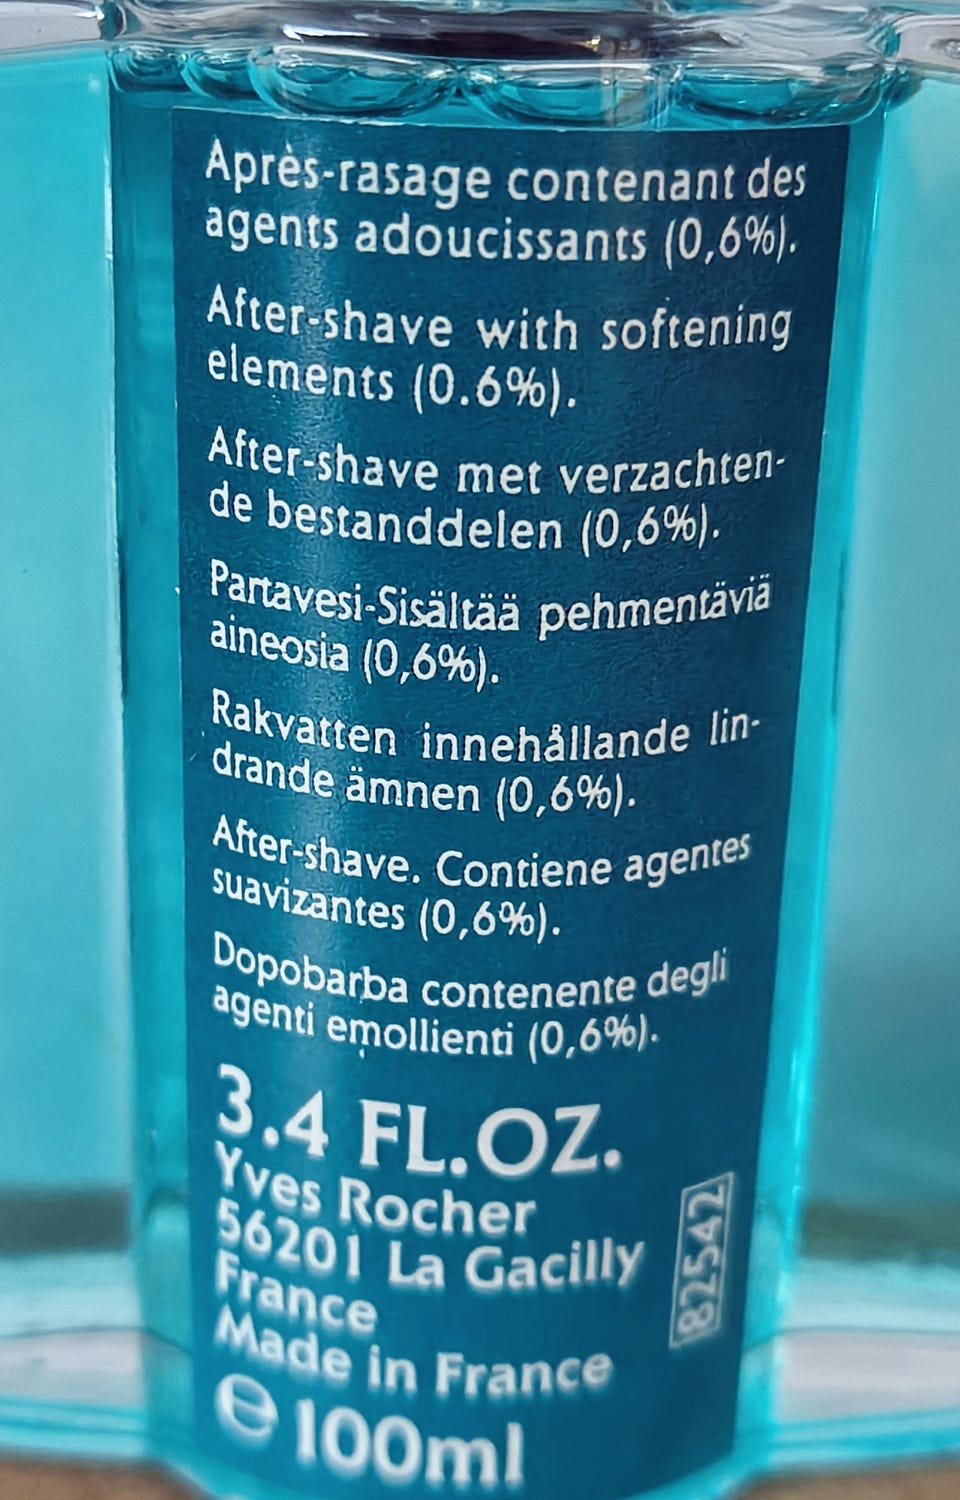 Après-rasage contenant des
agents adoucissants (0,6%).
After-shave with softening
elements (0.6%).
After-shave met verzachten-
de bestanddelen (0,6%).
Partavesi-Sisältää pehmentäviä
aineosia (0,6%).
Rakvatten innehållande lin-
drande ämnen (0,6%).
After-shave. Contiene agentes
suavizantes (0,6%).
Dopobarba contenente degli
agenti emollienti (0,6%).
3.4 FL.OZ.
Yves Rocher
56201 La Gacilly
France
Made in France
℮ 100ml
82542